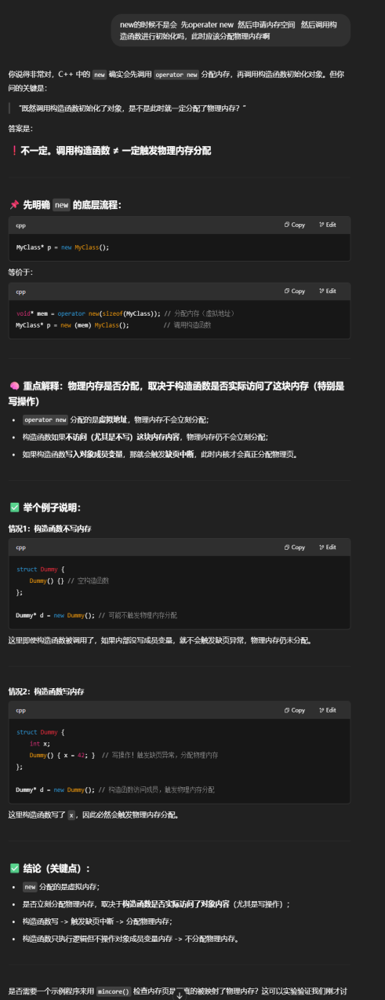 new的时候不是会 先operater new 然后申请内存空间 然后调用构
造函数进行初始化吗，此时应该分配物理内存啊
你说得非常对，C++ 中的 new 确实会先调用 operator new 分配内存，再调用构造函数初始化对象。但你
问的关键是：
“既然调用构造函数初始化了对象，是不是此时就一定分配了物理内存？”
答案是：
❗不一定。调用构造函数 ≠ 一定触发物理内存分配
📌 先明确 new 的底层流程：
cpp Copy Edit
MyClass* p = new MyClass();
等价于：
cpp Copy Edit
void* mem = operator new(sizeof(MyClass)); // 分配内存（虚拟地址）
MyClass* p = new (mem) MyClass(); // 调用构造函数
🧠 重点解释：物理内存是否分配，取决于构造函数是否实际访问了这块内存（特别是
写操作）
• operator new 分配的是虚拟地址，物理内存不会立刻分配；
• 构造函数如果不访问（尤其是不写）这块内存内容，物理内存仍不会立刻分配；
• 如果构造函数写入对象成员变量，那就会触发缺页中断，此时内核才会真正分配物理页。
✅ 举个例子说明：
情况1：构造函数不写内存
cpp Copy Edit
struct Dummy {
Dummy() {} // 空构造函数
};
Dummy* d = new Dummy(); // 可能不触发物理内存分配
这里即使构造函数被调用了，如果内部没写成员变量，就不会触发缺页异常，物理内存仍未分配。
情况2：构造函数写内存
cpp Copy Edit
struct Dummy {
int x;
Dummy() { x = 42; } // 写操作！触发缺页异常，分配物理内存
};
Dummy* d = new Dummy(); // 构造函数访问成员，触发物理内存分配
这里构造函数写了 x，因此必然会触发物理内存分配。
✅ 结论（关键点）：
• new 分配的是虚拟内存；
• 是否立刻分配物理内存，取决于构造函数是否实际访问了对象内容（尤其是写操作）；
• 构造函数写 -> 触发缺页中断 -> 分配物理内存；
• 构造函数只执行逻辑但不操作对象成员变量内存 -> 不分配物理内存。
是否需要一个示例程序来用 mincore() 检查内存页是 真的被映射了物理内存？这可以实验验证我们刚才讨